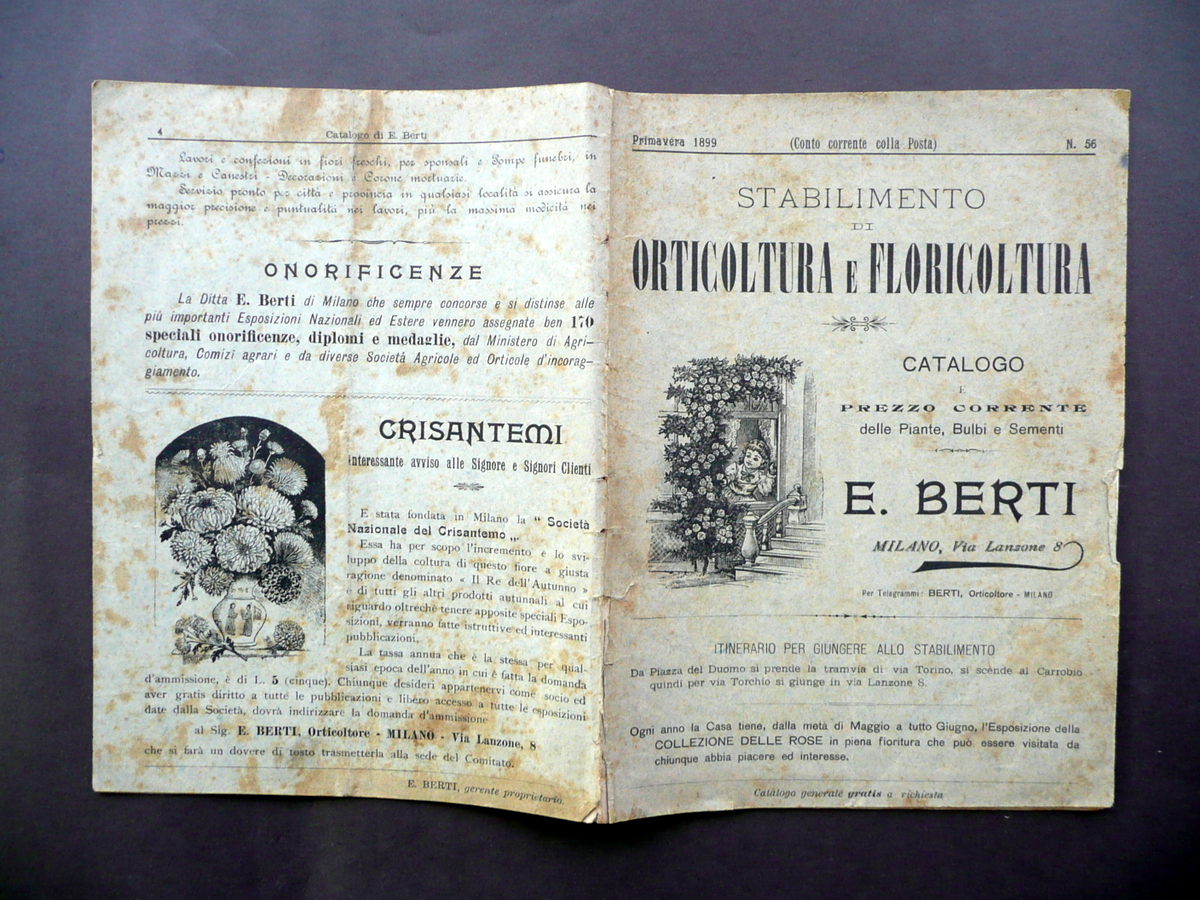 4
Catalogo di E. Berti
Lavori e confezioni in fiori freschi, per sponsali e Pompe funebri, in
Mazzi e Canestri - Decorazioni e Corone mortuarie.
Servizio pronto per città e provincia in qualsiasi località si assicura la
maggior precisione e puntualità nei lavori, più la massima modicità nei
prezzi.
ONORIFICENZE
La Ditta E. Berti di Milano che sempre concorse e si distinse alle
piú importanti Esposizioni Nazionali ed Estere vennero assegnate ben 170
speciali onorificenze, diplomi e medaglie, dal Ministero di Agri-
coltura, Comizi agrari e da diverse Societá Agricole ed Orticole d'incorag-
giamento.
CRISANTEMI
interessante avviso alle Signore e Signori Clienti
E stata fondata in Milano la “ Società
Nazionale del Crisantemo „
Essa ha per scopo l'incremento e lo svi-
luppo della coltura di questo fiore a giusta
ragione denominato « Il Re dell'Autunno »
e di tutti gli altri prodotti autunnali al cui
riguardo oltrechè tenere apposite speciali Espo-
sizioni, verranno fatte istruttive ed interessanti
pubblicazioni.
La tassa annua che è la stessa per qual-
siasi epoca dell'anno in cui è fatta la domanda
d'ammissione, è di L. 5 (cinque). Chiunque desideri appartenervi come socio ed
aver gratis diritto a tutte le pubblicazioni e libero accesso a tutte le esposizioni
date dalla Società, dovrà indirizzare la domanda d'ammissione
al Sig. E. BERTI, Orticoltore - MILANO - Via Lanzone, 8
che si farà un dovere di tosto trasmetterla alla sede del Comitato.
E. BERTI, gerente proprietario.
Primavera 1899 (Conto corrente colla Posta) N. 56
STABILIMENTO
DI
ORTICOLTURA E FLORICOLTURA
CATALOGO
E
PREZZO CORRENTE
delle Piante, Bulbi e Sementi
E. BERTI
MILANO, Via Lanzone 8
Per Telegrammi: BERTI, Orticoltore - MILANO
ITINERARIO PER GIUNGERE ALLO STABILIMENTO
Da Piazza del Duomo si prende la tramvia di via Torino, si scende al Carrobio
quindi per via Torchio si giunge in via Lanzone 8.
Ogni anno la Casa tiene, dalla metà di Maggio a tutto Giugno, l'Esposizione della
COLLEZIONE DELLE ROSE in piena fioritura che può essere visitata da
chiunque abbia piacere ed interesse.
Catalogo generale gratis a richiesta